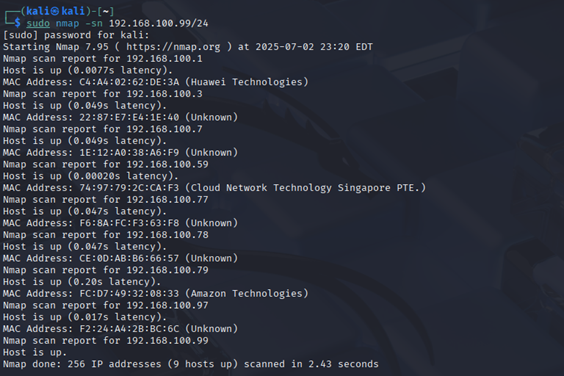 ┌──(kali㉿kali)-[~]
└─$ sudo nmap -sn 192.168.100.99/24
[sudo] password for kali:
Starting Nmap 7.95 ( https://nmap.org ) at 2025-07-02 23:20 EDT
Nmap scan report for 192.168.100.1
Host is up (0.0077s latency).
MAC Address: C4:A4:02:62:DE:3A (Huawei Technologies)
Nmap scan report for 192.168.100.3
Host is up (0.049s latency).
MAC Address: 22:87:E7:E4:1E:40 (Unknown)
Nmap scan report for 192.168.100.7
Host is up (0.049s latency).
MAC Address: 1E:12:A0:38:A6:F9 (Unknown)
Nmap scan report for 192.168.100.59
Host is up (0.00020s latency).
MAC Address: 74:97:79:2C:CA:F3 (Cloud Network Technology Singapore PTE.)
Nmap scan report for 192.168.100.77
Host is up (0.047s latency).
MAC Address: F6:8A:FC:F3:63:F8 (Unknown)
Nmap scan report for 192.168.100.78
Host is up (0.047s latency).
MAC Address: CE:0D:AB:B6:66:57 (Unknown)
Nmap scan report for 192.168.100.79
Host is up (0.20s latency).
MAC Address: FC:D7:49:32:08:33 (Amazon Technologies)
Nmap scan report for 192.168.100.97
Host is up (0.017s latency).
MAC Address: F2:24:A4:2B:BC:6C (Unknown)
Nmap scan report for 192.168.100.99
Host is up.
Nmap done: 256 IP addresses (9 hosts up) scanned in 2.43 seconds